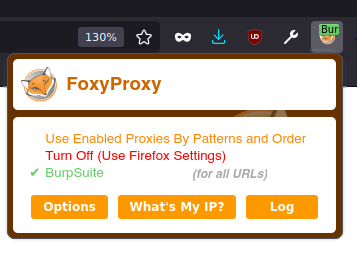 130%
Bur
FoxyProxy
Use Enabled Proxies By Patterns and Order
Turn Off (Use Firefox Settings)
✔ BurpSuite (for all URLs)
Options What's My IP? Log